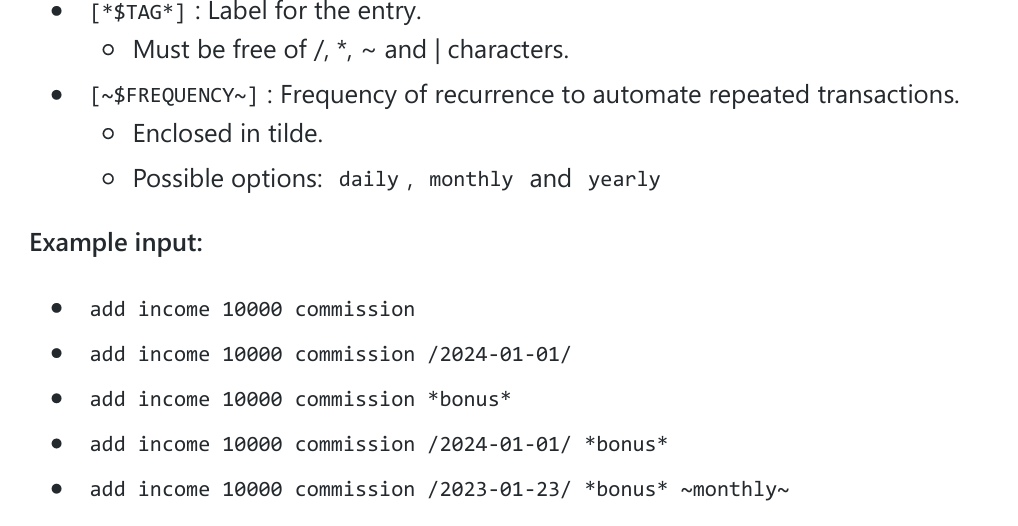 • [*$TAG*] : Label for the entry.
○ Must be free of /, *, ~ and | characters.
• [~$FREQUENCY~] : Frequency of recurrence to automate repeated transactions.
○ Enclosed in tilde.
○ Possible options: daily , monthly and yearly
Example input:
• add income 10000 commission
• add income 10000 commission /2024-01-01/
• add income 10000 commission *bonus*
• add income 10000 commission /2024-01-01/ *bonus*
• add income 10000 commission /2023-01-23/ *bonus* ~monthly~